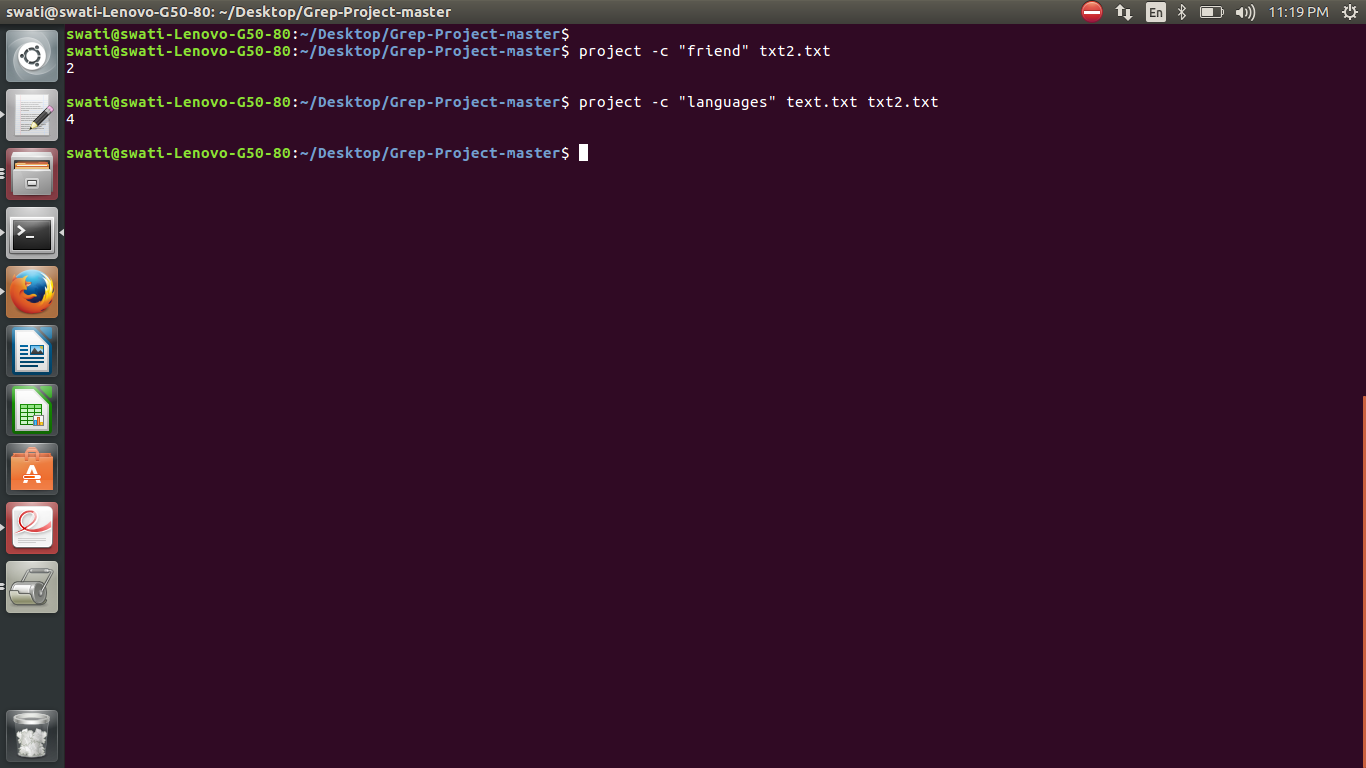 swati@swati-Lenovo-G50-80: ~/Desktop/Grep-Project-master
En
11:19 PM
swati@swati-Lenovo-G50-80:~/Desktop/Grep-Project-master$
swati@swati-Lenovo-G50-80:~/Desktop/Grep-Project-master$ project -c "friend" txt2.txt
2
swati@swati-Lenovo-G50-80:~/Desktop/Grep-Project-master$ project -c "languages" text.txt txt2.txt
4
swati@swati-Lenovo-G50-80:~/Desktop/Grep-Project-master$